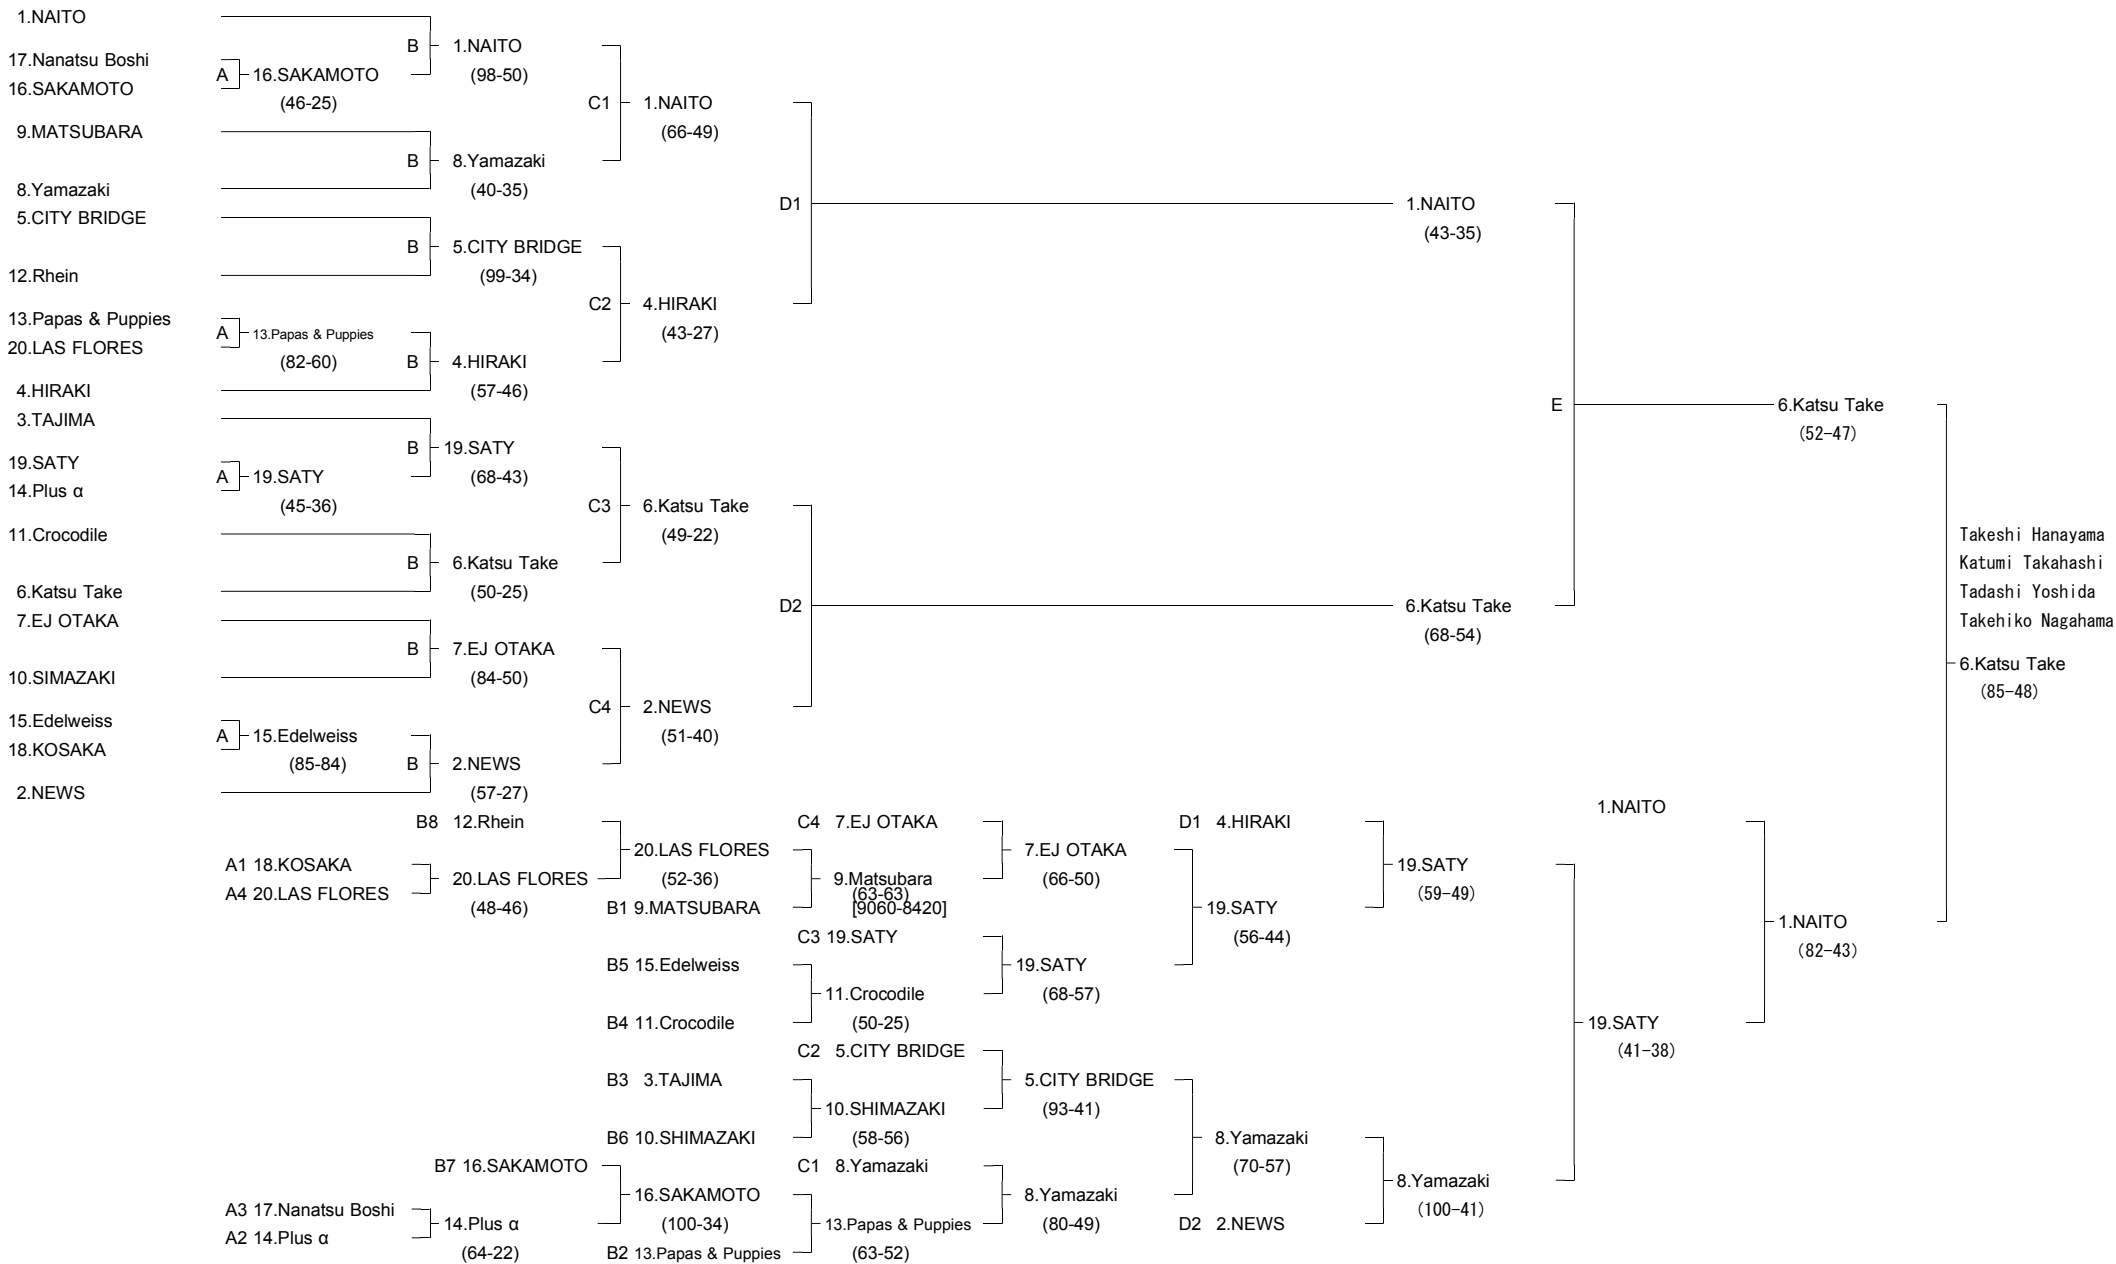 1.NAITO
B 1.NAITO
17.Nanatsu Boshi
A 16.SAKAMOTO (98-50)
16.SAKAMOTO
(46-25) C1 1.NAITO
9.MATSUBARA (66-49)
B 8.Yamazaki
8.Yamazaki (40-35)
D1 1.NAITO
5.CITY BRIDGE
(43-35)
B 5.CITY BRIDGE
12.Rhein (99-34)
C2 4.HIRAKI
13.Papas & Puppies
A 13.Papas & Puppies (43-27)
20.LAS FLORES
(82-60) B 4.HIRAKI
4.HIRAKI (57-46)
E 6.Katsu Take
3.TAJIMA
(52-47)
B 19.SATY
19.SATY
A 19.SATY (68-43)
14.Plus α
(45-36) C3 6.Katsu Take
11.Crocodile (49-22) Takeshi Hanayama
B 6.Katsu Take Katumi Takahashi
6.Katsu Take (50-25) Tadashi Yoshida
D2 6.Katsu Take
7.EJ OTAKA Takehiko Nagahama
(68-54)
B 7.EJ OTAKA
6.Katsu Take
10.SIMAZAKI (84-50)
(85-48)
C4 2.NEWS
15.Edelweiss
A 15.Edelweiss (51-40)
18.KOSAKA
(85-84) B 2.NEWS
2.NEWS (57-27)
1.NAITO
B8 12.Rhein C4 7.EJ OTAKA D1 4.HIRAKI
20.LAS FLORES 7.EJ OTAKA
A1 18.KOSAKA 19.SATY
20.LAS FLORES (52-36) 9.Matsubara (66-50)
A4 20.LAS FLORES (63-63) (59-49)
(48-46) B1 9.MATSUBARA [9060-8420] 19.SATY
1.NAITO
C3 19.SATY (56-44)
(82-43)
B5 15.Edelweiss 19.SATY
11.Crocodile (68-57)
B4 11.Crocodile (50-25) 19.SATY
C2 5.CITY BRIDGE (41-38)
B3 3.TAJIMA 5.CITY BRIDGE
10.SHIMAZAKI (93-41)
B6 10.SHIMAZAKI (58-56) 8.Yamazaki
B7 16.SAKAMOTO C1 8.Yamazaki (70-57)
8.Yamazaki
16.SAKAMOTO 8.Yamazaki
A3 17.Nanatsu Boshi (100-41)
14.Plus α (100-34) 13.Papas & Puppies (80-49) D2 2.NEWS
A2 14.Plus α
(64-22) B2 13.Papas & Puppies (63-52)